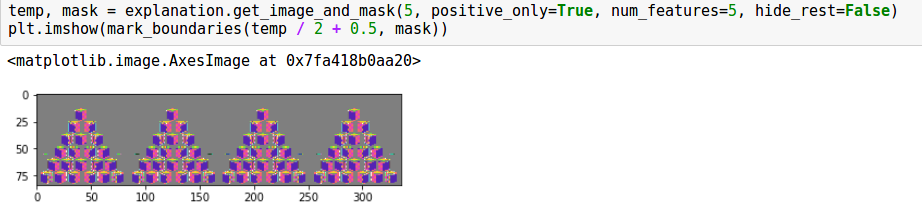 temp, mask = explanation.get_image_and_mask(5, positive_only=True, num_features=5, hide_rest=False)
plt.imshow(mark_boundaries(temp / 2 + 0.5, mask))
<matplotlib.image.AxesImage at 0x7fa418b0aa20>
0
25
50
75
0 50 100 150 200 250 300